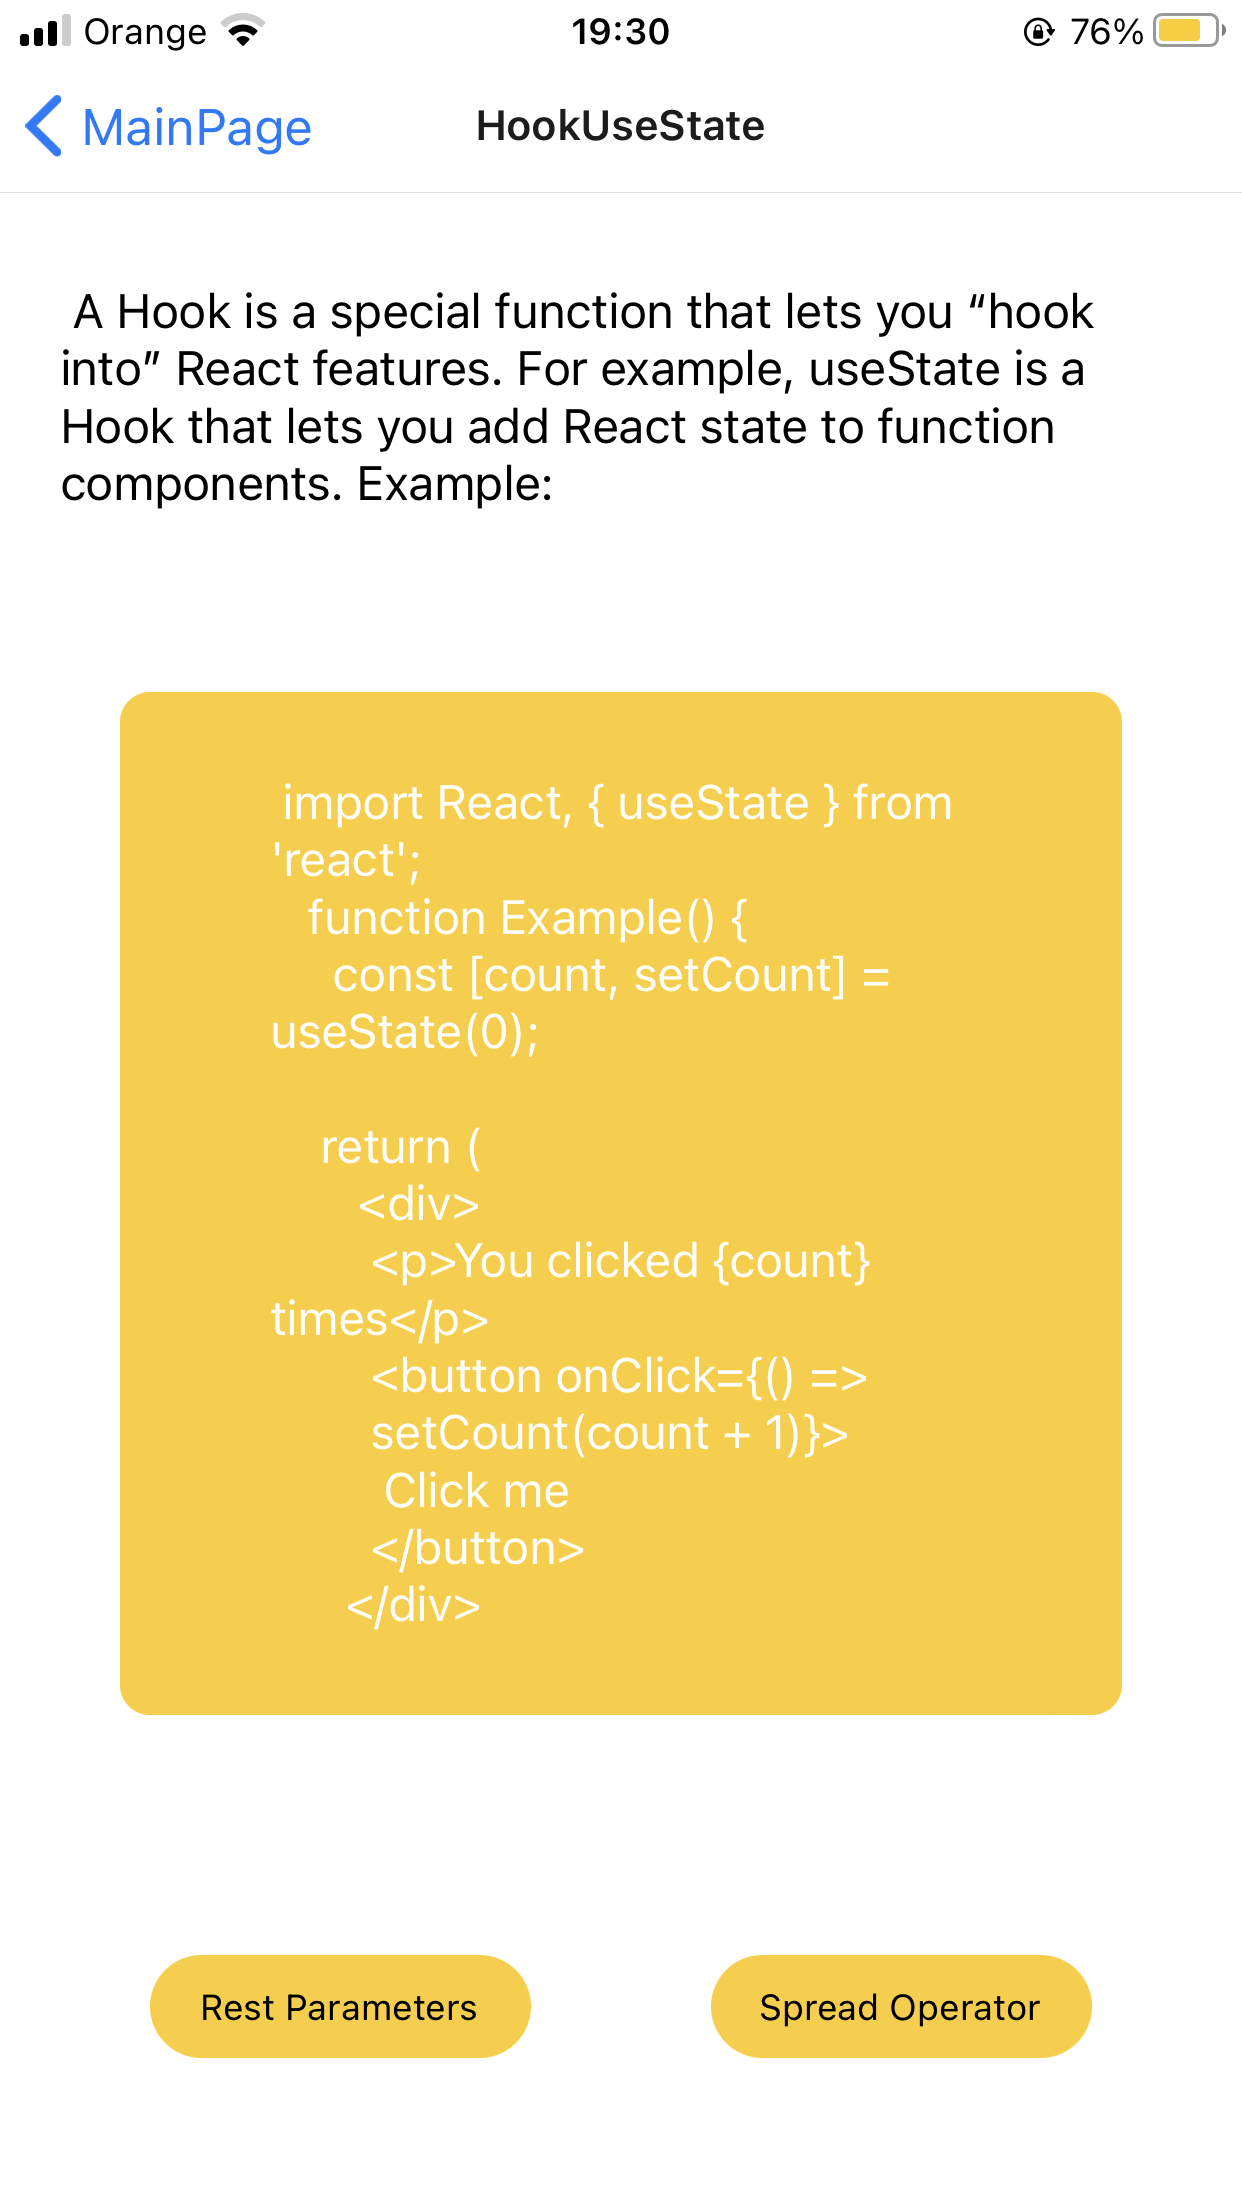 Orange 19:30 76%
MainPage HookUseState
A Hook is a special function that lets you “hook
into” React features. For example, useState is a
Hook that lets you add React state to function
components. Example:
import React, { useState } from
'react';
function Example() {
const [count, setCount] =
useState(0);
return (
<div>
<p>You clicked {count}
times</p>
<button onClick={() =>
setCount(count + 1)}>
Click me
</button>
</div>
Rest Parameters Spread Operator